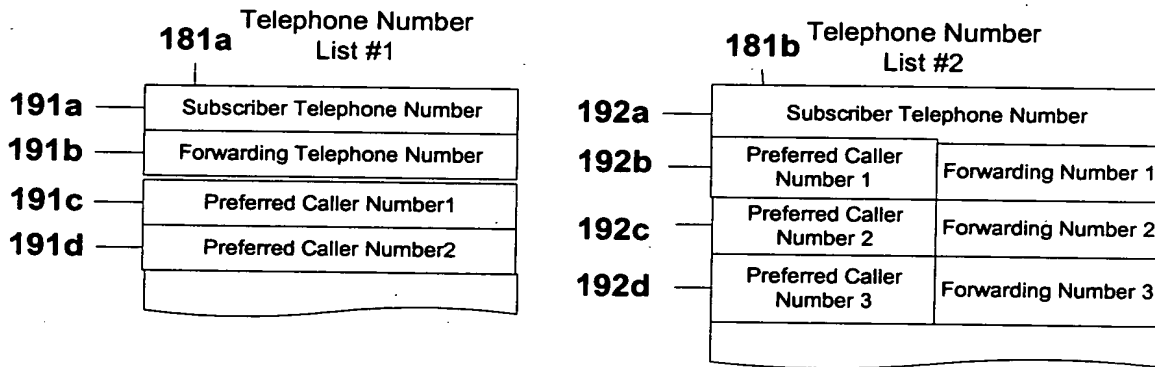 Telephone Number
List #1
181a
191a
Subscriber Telephone Number
191b
Forwarding Telephone Number
191c
Preferred Caller Number1
191d
Preferred Caller Number2
Telephone Number
List #2
181b
192a
Subscriber Telephone Number
192b
Preferred Caller
Number 1
Forwarding Number 1
192c
Preferred Caller
Number 2
Forwarding Number 2
192d
Preferred Caller
Number 3
Forwarding Number 3